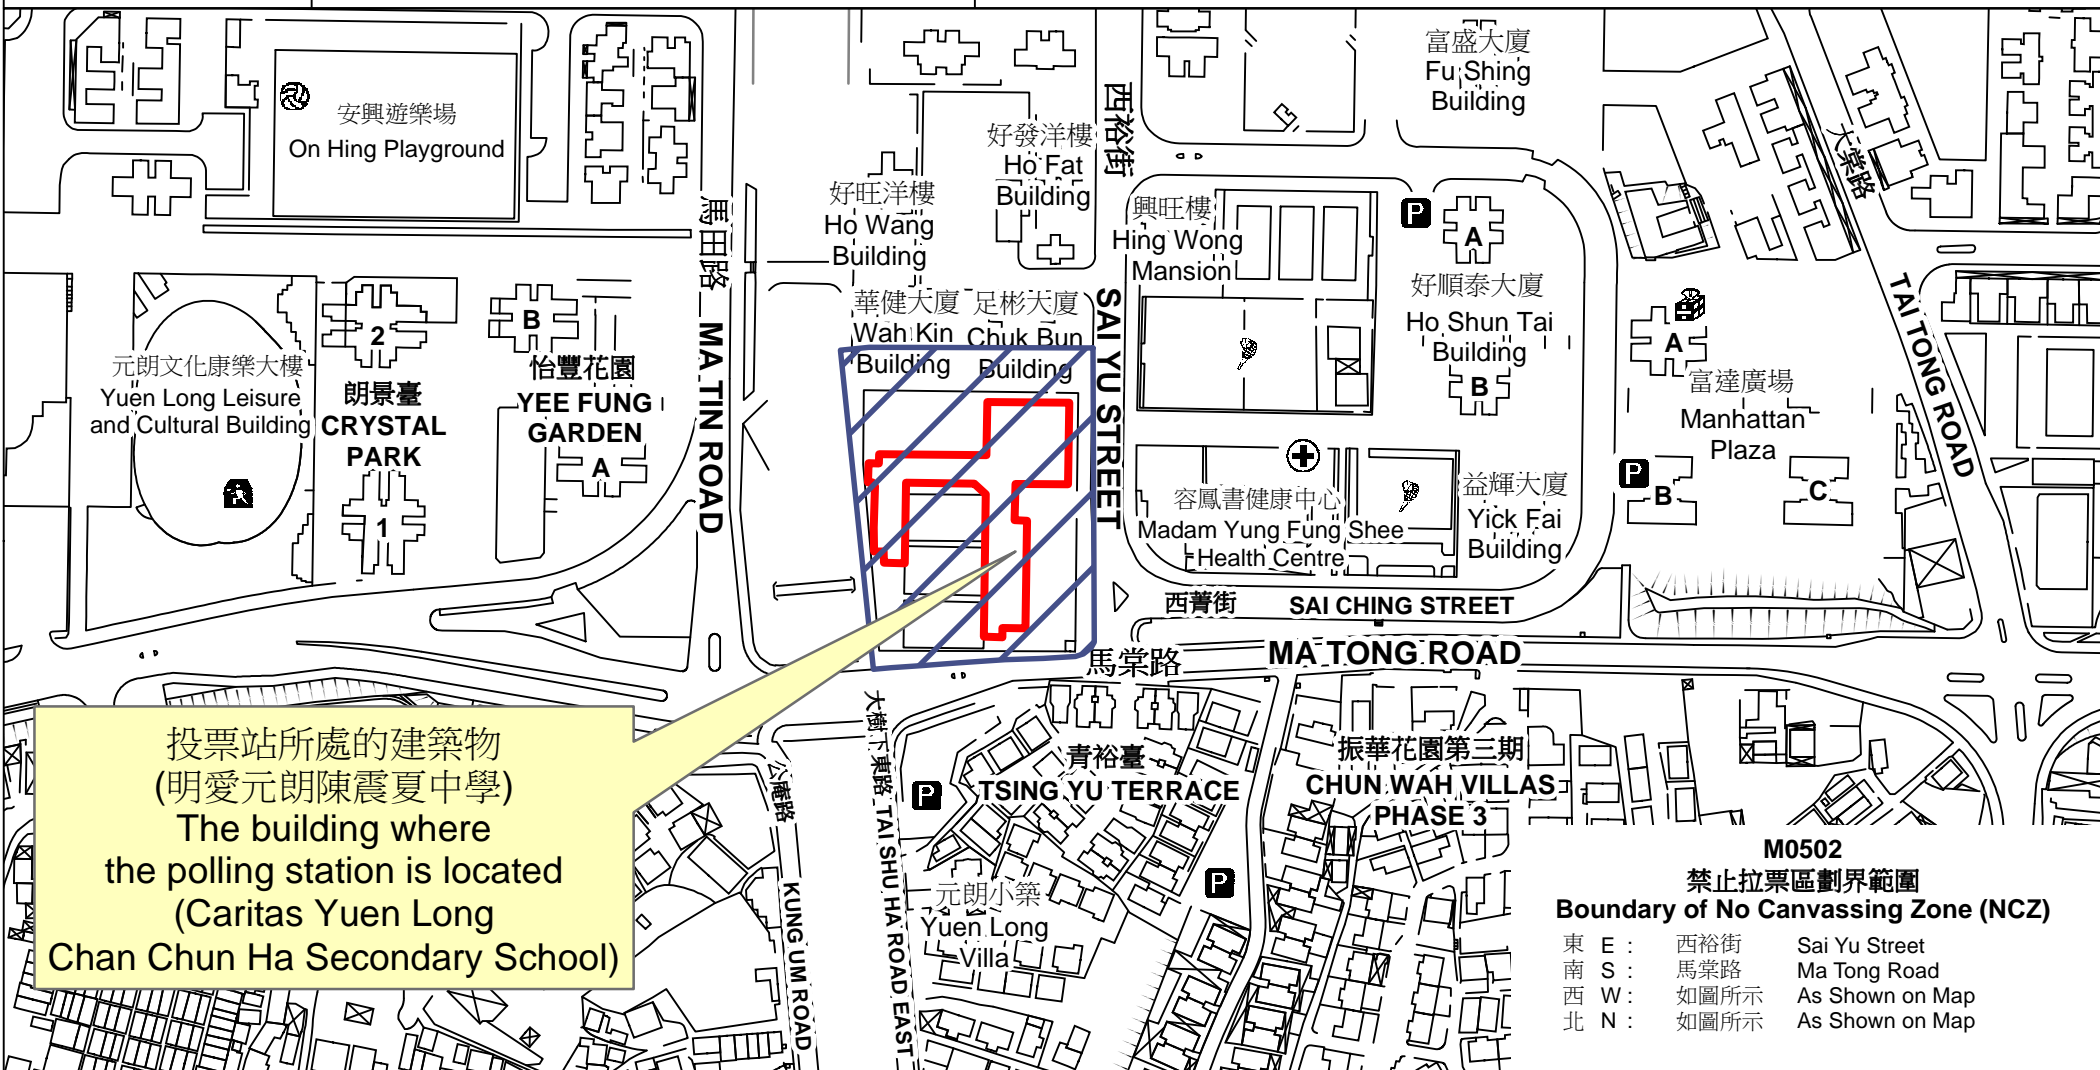 安興遊樂場
On Hing Playground
好旺洋樓
Ho Wang
Building
好發洋樓
Ho Fat
Building
西裕街
SAI YU STREET
富盛大廈
Fu Shing
Building
大棠路
TAI TONG ROAD
興旺樓
Hing Wong
Mansion
P
A
好順泰大廈
Ho Shun Tai
Building
B
馬田路
MA TIN ROAD
華健大廈
Wah Kin
Building
足彬大廈
Chuk Bun
Building
元朗文化康樂大樓
Yuen Long Leisure
and Cultural Building
2
朗景臺
CRYSTAL
PARK
1
B
怡豐花園
YEE FUNG
GARDEN
A
A
富達廣場
Manhattan
Plaza
P
B
C
容鳳書健康中心
Madam Yung Fung Shee
Health Centre
益輝大廈
Yick Fai
Building
西菁街
SAI CHING STREET
馬棠路
MA TONG ROAD
投票站所處的建築物
(明愛元朗陳震夏中學)
The building where
the polling station is located
(Caritas Yuen Long
Chan Chun Ha Secondary School)
公庵路
KUNG UM ROAD
大樹下東路
TAI SHU HA ROAD EAST
P
青裕臺
TSING YU TERRACE
振華花園第三期
CHUN WAH VILLAS
PHASE 3
P
元朗小築
Yuen Long
Villa
M0502
禁止拉票區劃界範圍
Boundary of No Canvassing Zone (NCZ)
東 E : 西裕街 Sai Yu Street
南 S : 馬棠路 Ma Tong Road
西 W : 如圖所示 As Shown on Map
北 N : 如圖所示 As Shown on Map